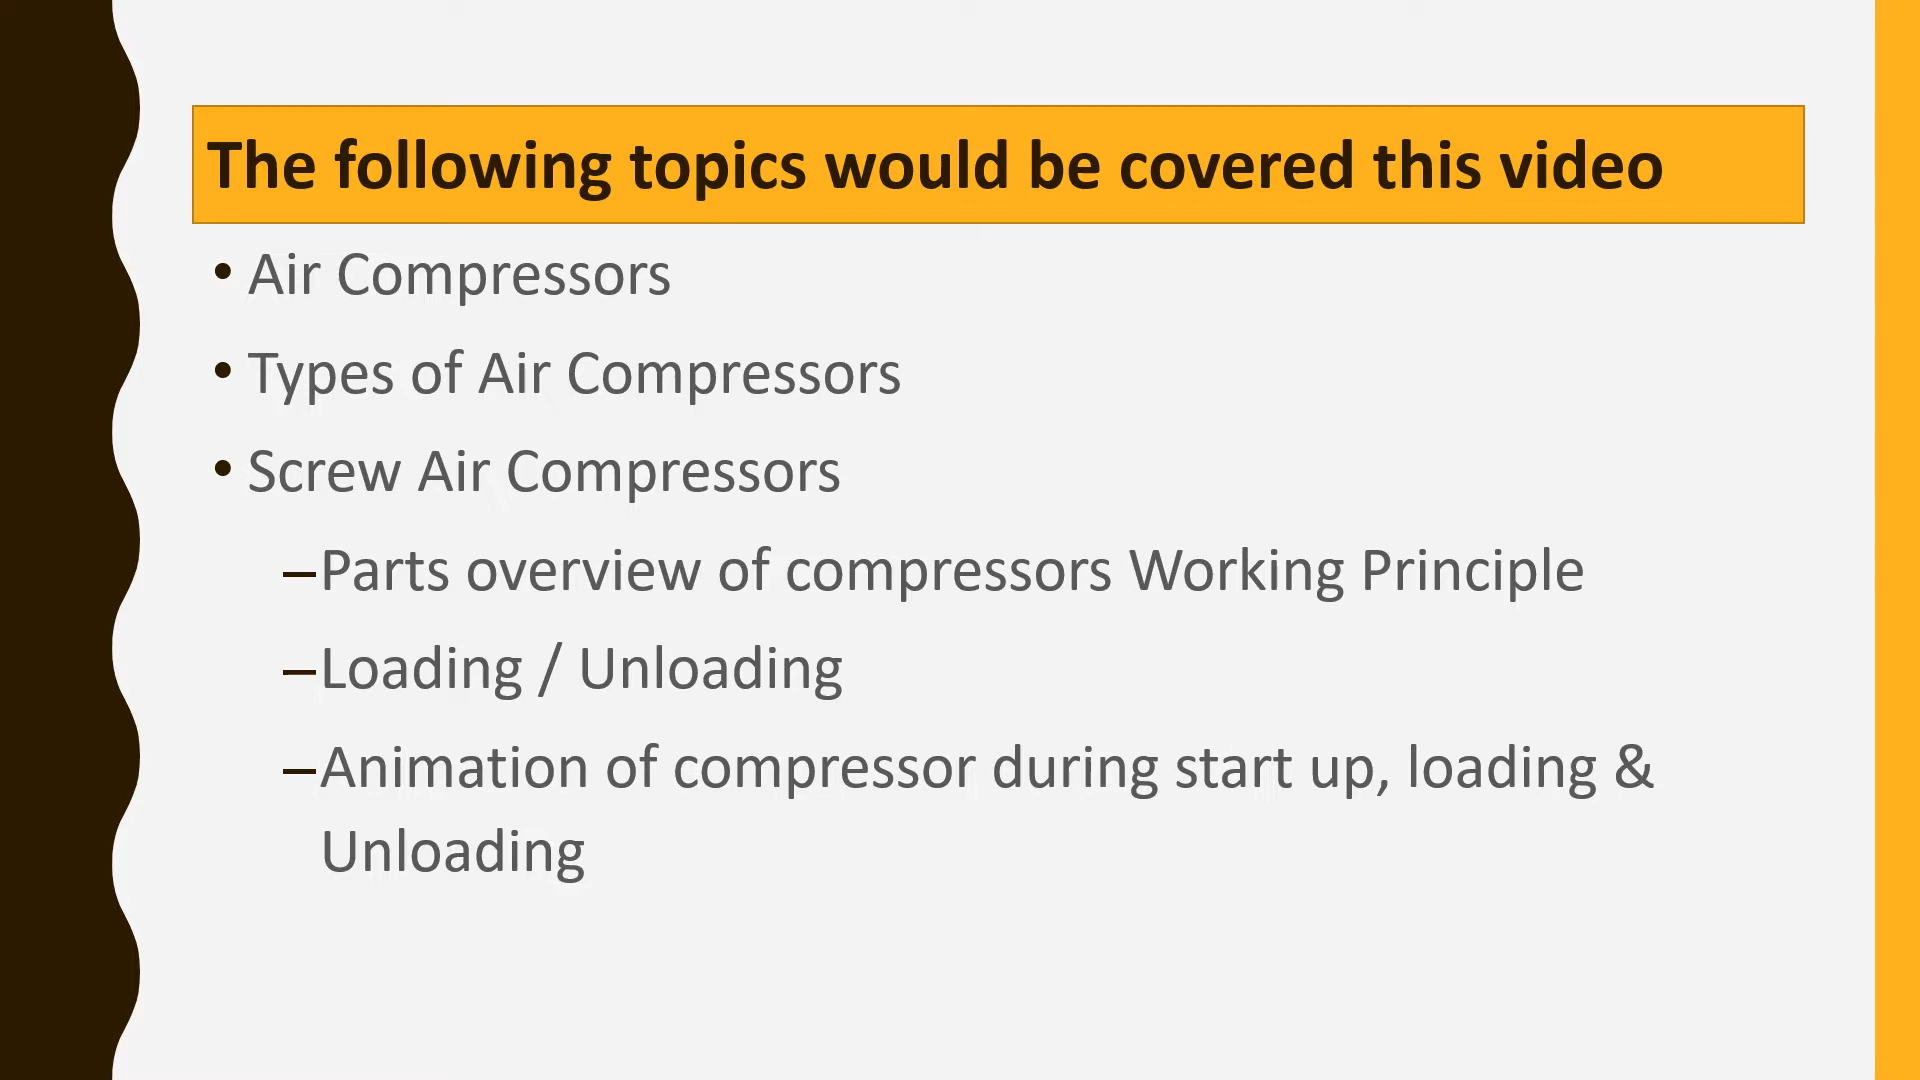 The following topics would be covered this video
• Air Compressors
• Types of Air Compressors
• Screw Air Compressors
–Parts overview of compressors Working Principle
–Loading / Unloading
–Animation of compressor during start up, loading &
Unloading